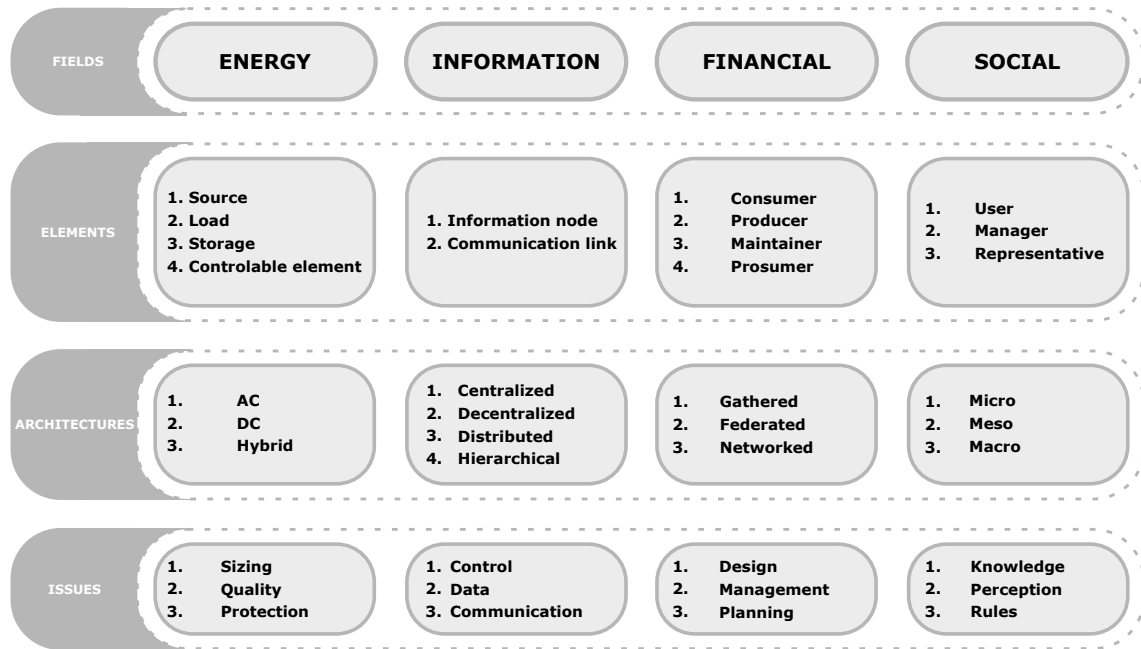 FIELDS
ENERGY
INFORMATION
FINANCIAL
SOCIAL
ELEMENTS
1. Source
2. Load
3. Storage
4. Controlable element
1. Information node
2. Communication link
1. Consumer
2. Producer
3. Maintainer
4. Prosumer
1. User
2. Manager
3. Representative
ARCHITECTURES
1. AC
2. DC
3. Hybrid
1. Centralized
2. Decentralized
3. Distributed
4. Hierarchical
1. Gathered
2. Federated
3. Networked
1. Micro
2. Meso
3. Macro
ISSUES
1. Sizing
2. Quality
3. Protection
1. Control
2. Data
3. Communication
1. Design
2. Management
3. Planning
1. Knowledge
2. Perception
3. Rules